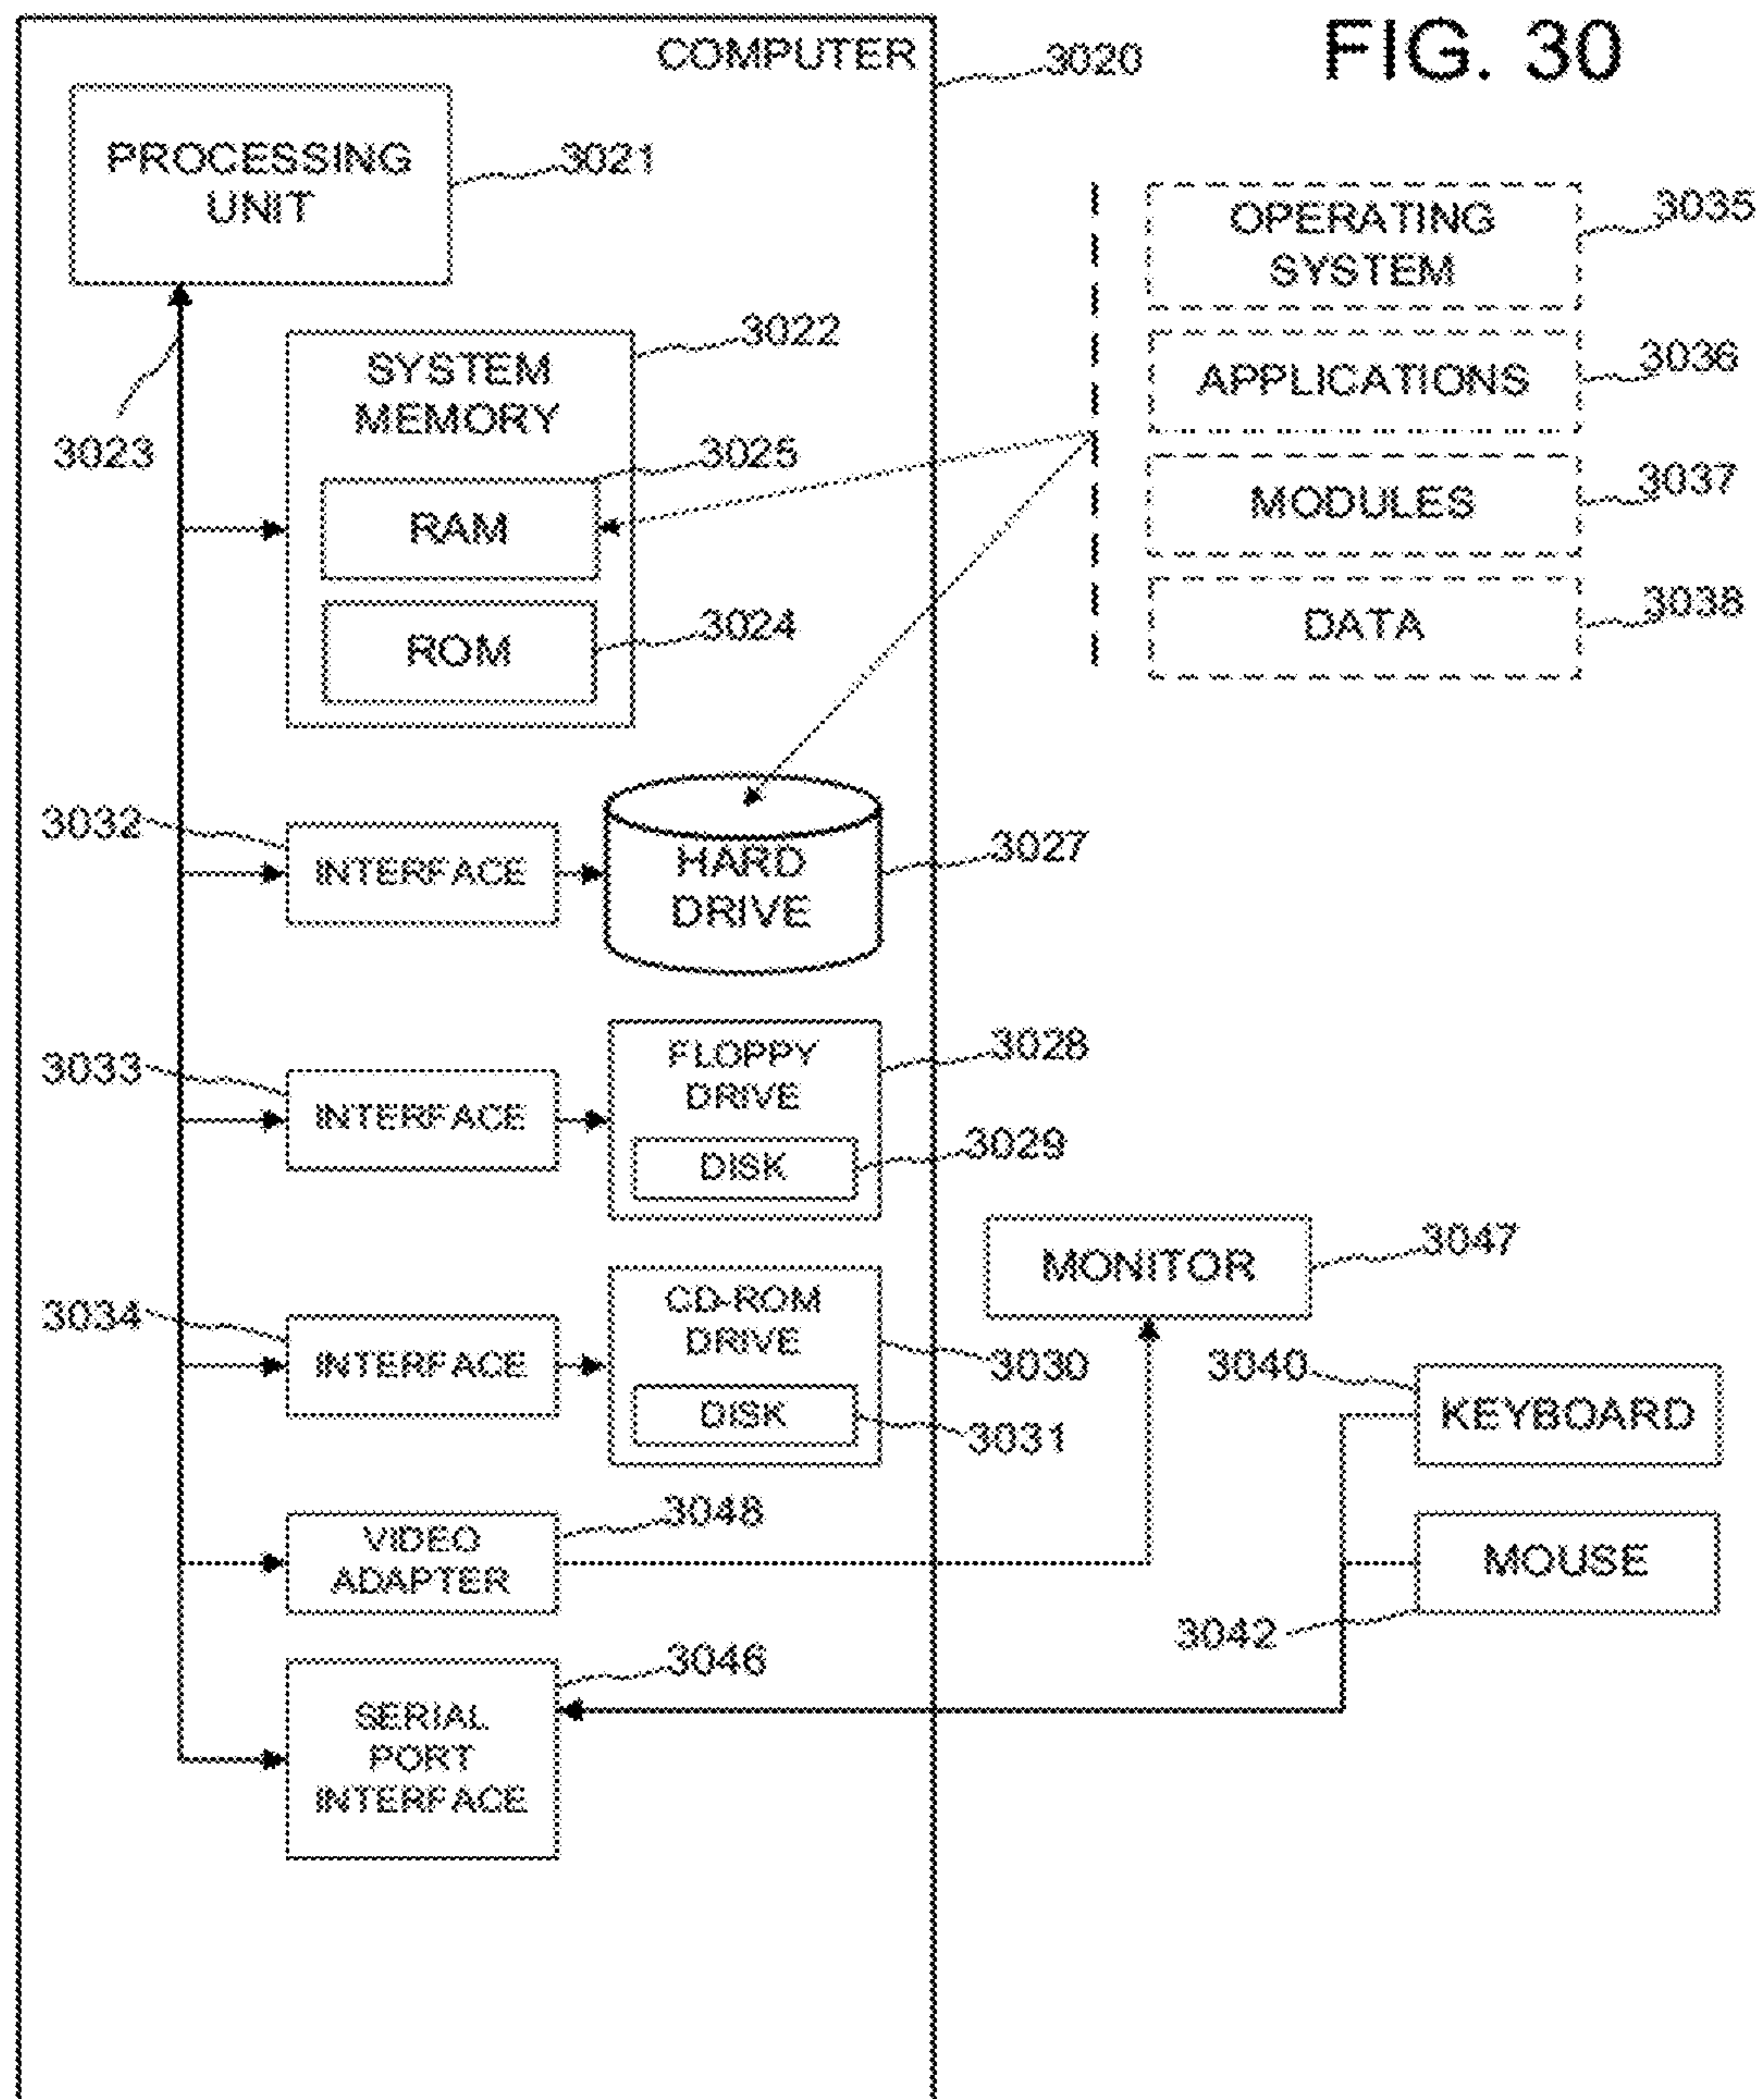 FIG. 30
COMPUTER
3020
PROCESSING
UNIT
3021
3023
SYSTEM
MEMORY
3022
RAM
3025
ROM
3024
OPERATING
SYSTEM
3035
APPLICATIONS
3036
MODULES
3037
DATA
3038
3032
INTERFACE
HARD
DRIVE
3027
3033
INTERFACE
FLOPPY
DRIVE
3028
DISK
3029
3034
INTERFACE
CD-ROM
DRIVE
3030
DISK
3031
MONITOR
3047
3040
KEYBOARD
MOUSE
3042
VIDEO
ADAPTER
3048
SERIAL
PORT
INTERFACE
3046